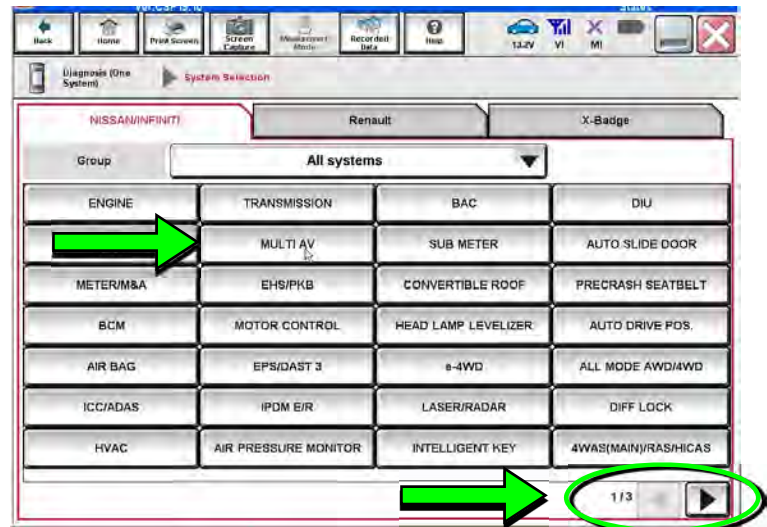 Back Home Print Screen Screen Capture Measurement Mode Recorded Data Help 13.2V VI MI
Diagnosis (One System) System Selection
NISSAN/INFINITI Renault X-Badge
Group All systems
ENGINE TRANSMISSION BAC DIU
MULTI AV SUB METER AUTO SLIDE DOOR
METER/M&A EHS/PKB CONVERTIBLE ROOF PRECRASH SEATBELT
BCM MOTOR CONTROL HEAD LAMP LEVELIZER AUTO DRIVE POS.
AIR BAG EPS/DAST 3 e-4WD ALL MODE AWD/4WD
ICC/ADAS IPDM E/R LASER/RADAR DIFF LOCK
HVAC AIR PRESSURE MONITOR INTELLIGENT KEY 4WAS(MAIN)/RAS/HICAS
1/3